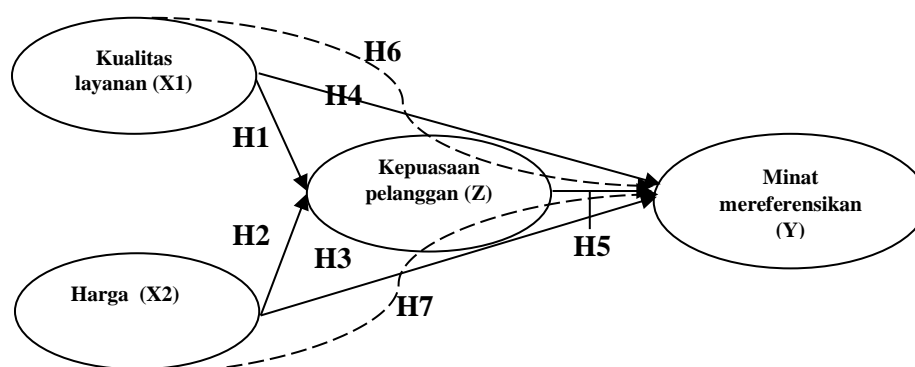 Kualitas
layanan (X1)
H6
H4
H1
Kepuasaan
pelanggan (Z)
Minat
mereferensikan
(Y)
H2
H3
H5
Harga (X2)
H7